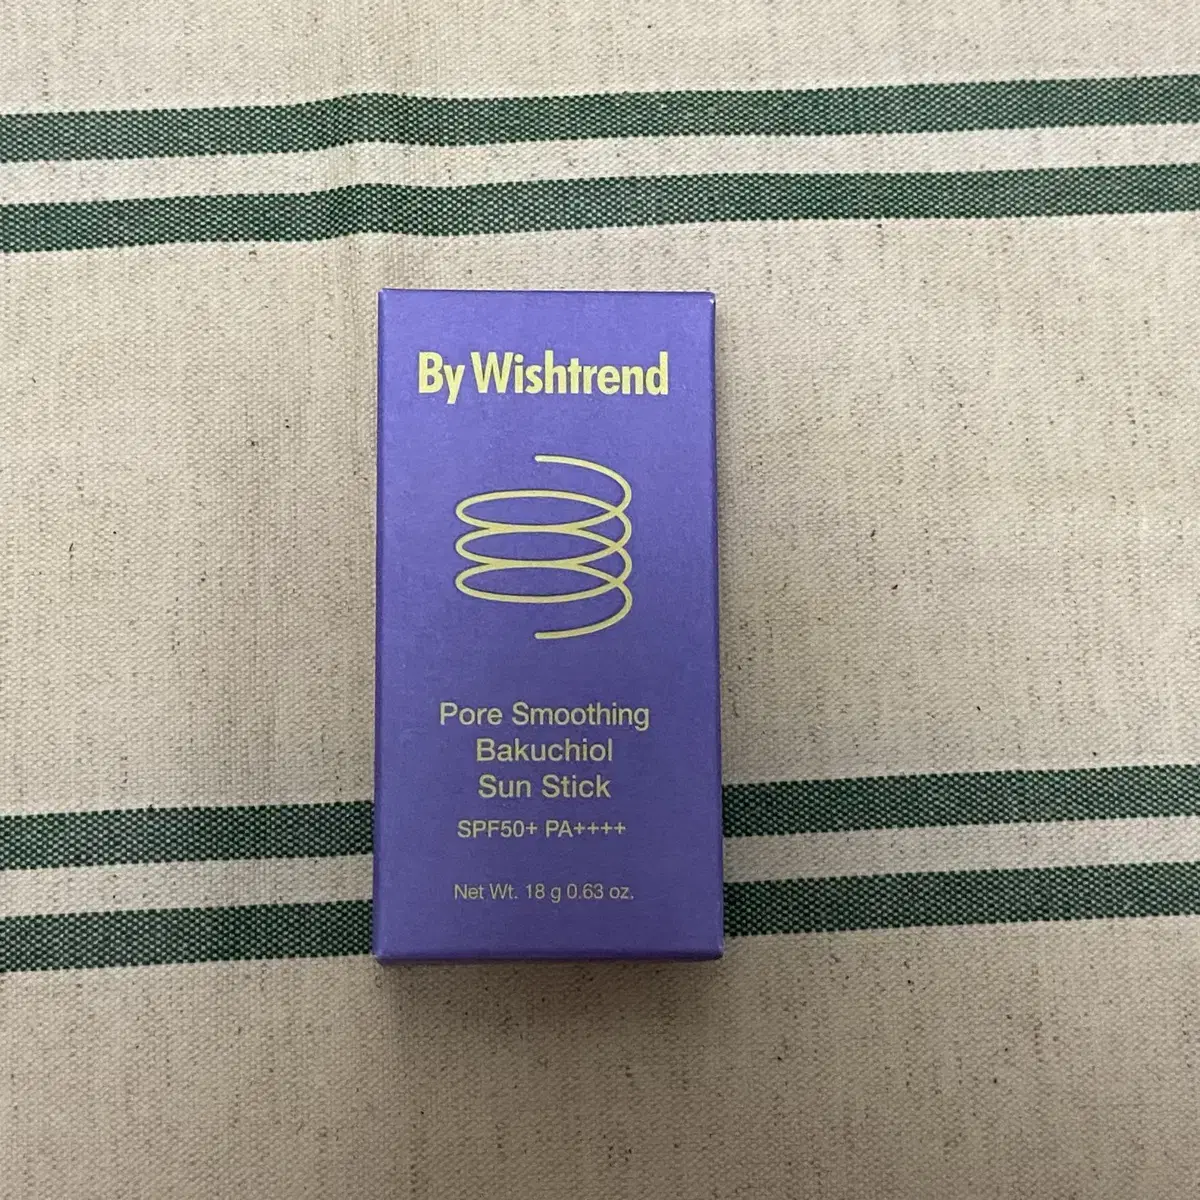 By Wishtrend
Pore Smoothing
Bakuchiol
Sun Stick
SPF50+ PA++++
Net Wt. 18 g 0.63 oz.